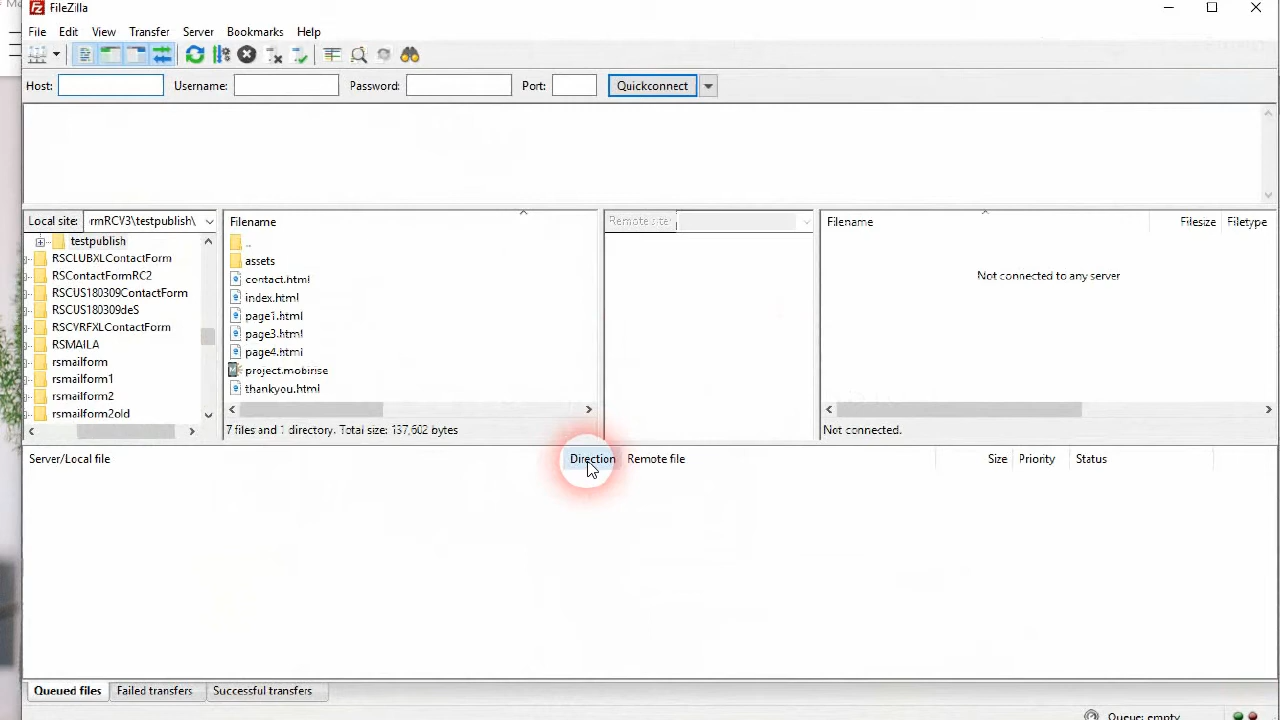 FileZilla
File Edit View Transfer Server Bookmarks Help
Host: Username: Password: Port: Quickconnect
Local site: rmRCV3\testpublish\
Filename
Remote site:
Filename Filesize Filetype
testpublish
RSCLUBXLContactForm
RSContactFormRC2
RSCUS180309ContactForm
RSCUS180309deS
RSCVRFXLContactForm
RSMAILA
rsmailform
rsmailform1
rsmailform2
rsmailform2old
..
assets
contact.html
index.html
page1.html
page3.html
page4.html
project.mobirise
thankyou.html
7 files and 1 directory. Total size: 137,602 bytes
Not connected to any server
Not connected.
Server/Local file Direction Remote file Size Priority Status
Queued files Failed transfers Successful transfers
Queue: empty